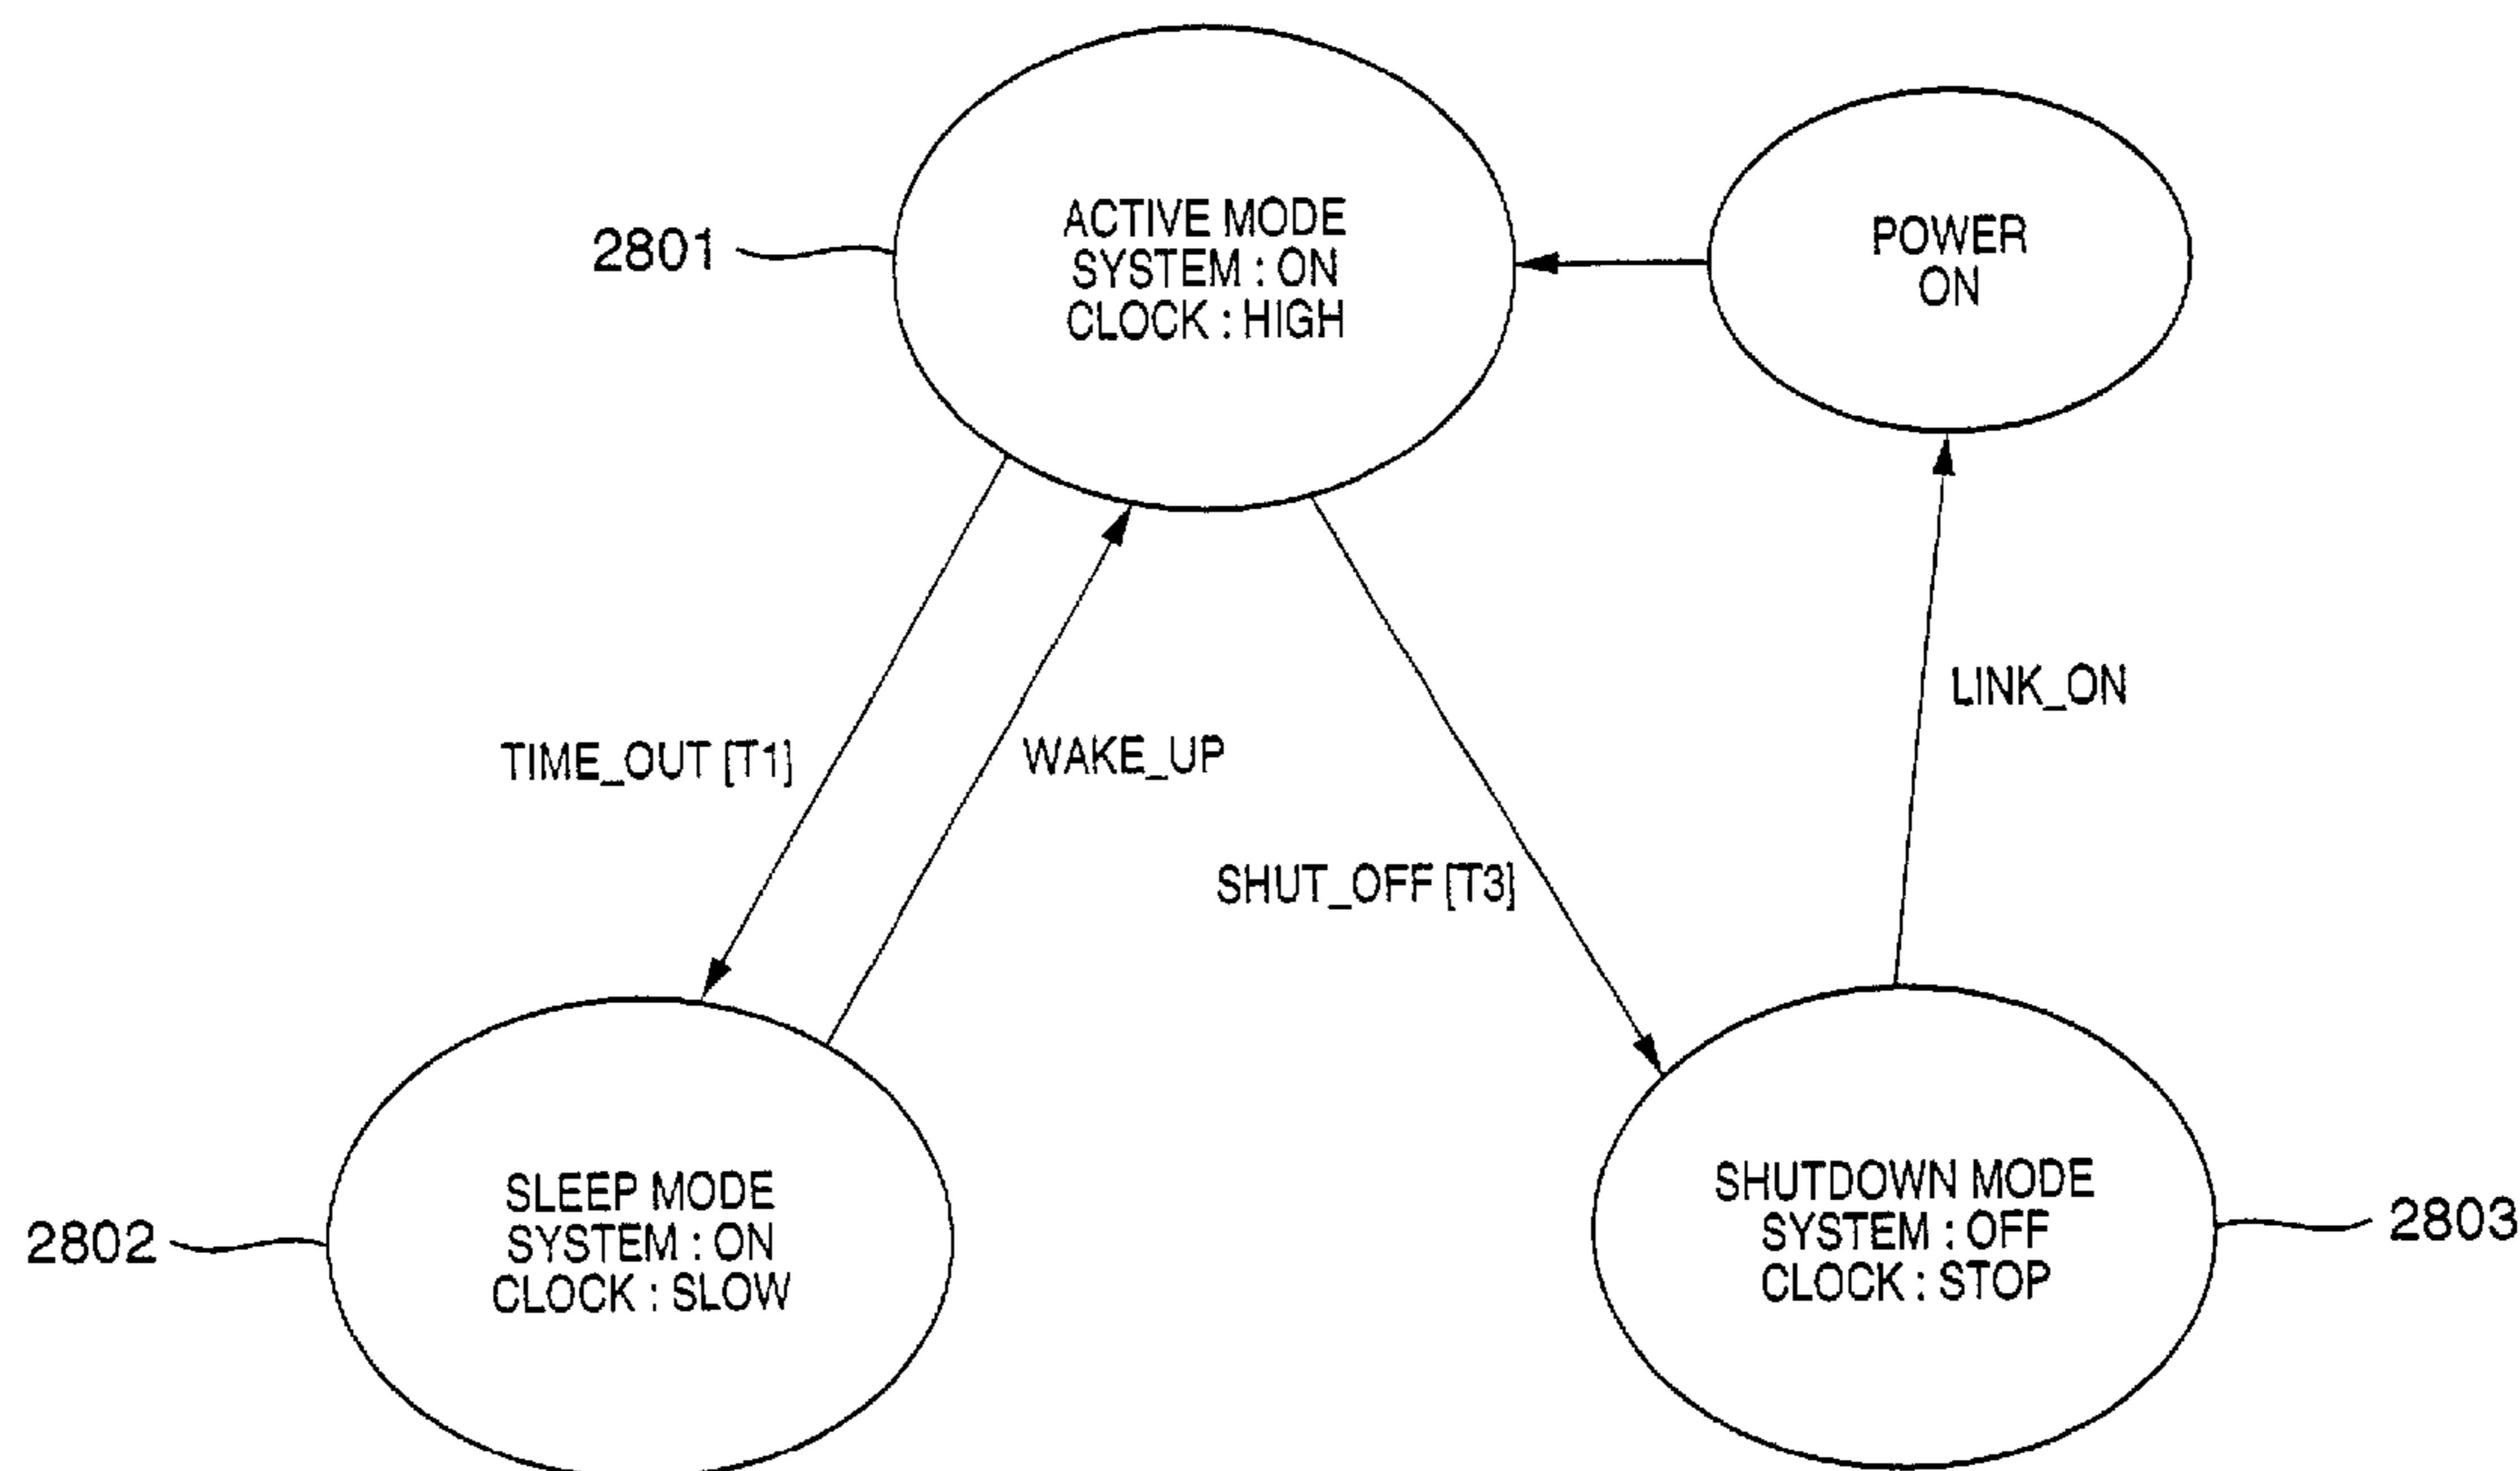 2801
ACTIVE MODE
SYSTEM : ON
CLOCK : HIGH
POWER
ON
TIME_OUT [T1]
WAKE_UP
SHUT_OFF [T3]
LINK_ON
2802
SLEEP MODE
SYSTEM : ON
CLOCK : SLOW
SHUTDOWN MODE
SYSTEM : OFF
CLOCK : STOP
2803